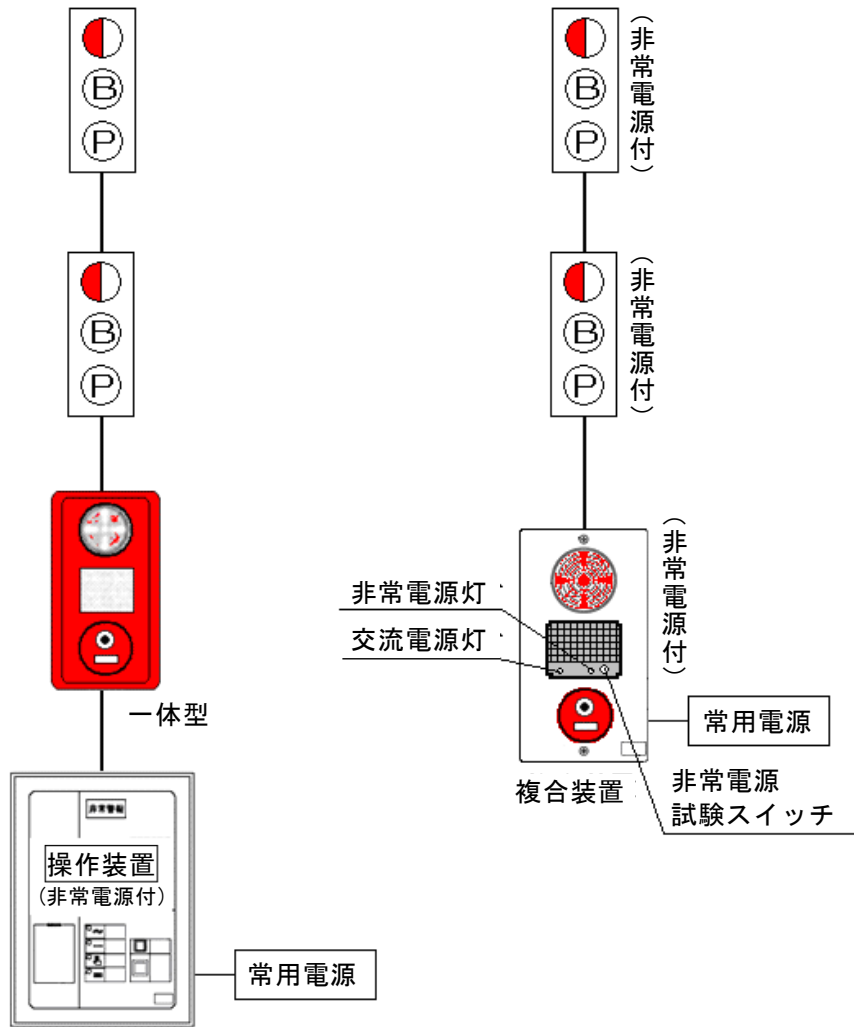 B
P
B
P
一体型
非常警報
操作装置
(非常電源付)
常用電源
B
P
(非常電源付)
B
P
(非常電源付)
(非常電源付)
非常電源灯
交流電源灯
常用電源
複合装置
非常電源
試験スイッチ